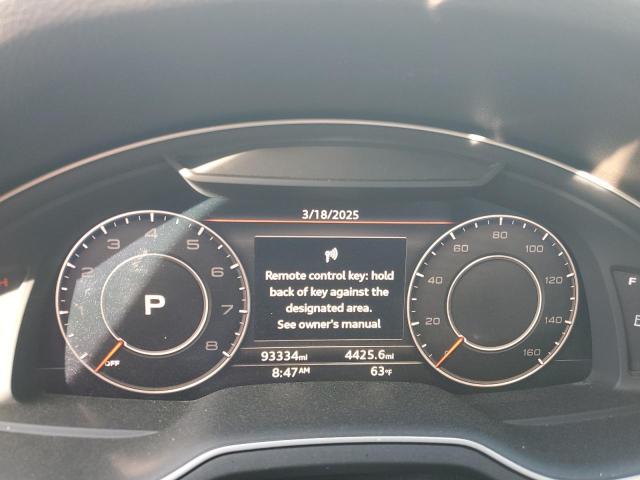 3/18/2025
Remote control key: hold
back of key against the
designated area.
See owner's manual
93334mi 4425.6mi
8:47AM 63°F
P
OFF
1 2 3 4 5 6 7 8
0 20 40 60 80 100 120 140 160
H
F